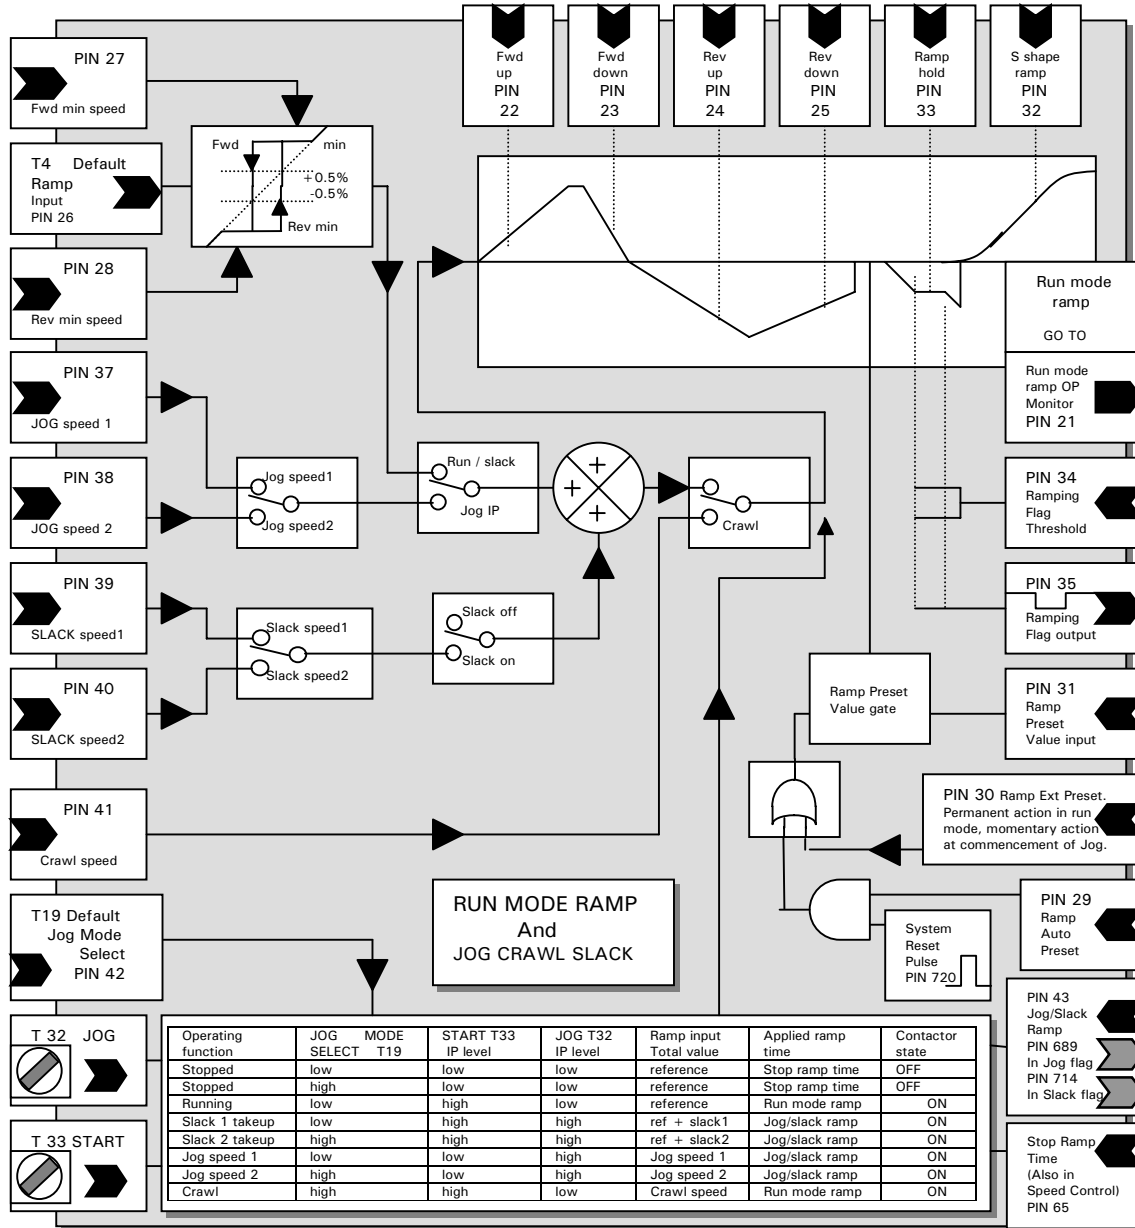 PIN 27
Fwd min speed
T4 Default
Ramp
Input
PIN 26
PIN 28
Rev min speed
PIN 37
JOG speed 1
PIN 38
JOG speed 2
PIN 39
SLACK speed1
PIN 40
SLACK speed2
PIN 41
Crawl speed
T19 Default
Jog Mode
Select
PIN 42
T 32 JOG
T 33 START
Fwd
min
+0.5%
-0.5%
Rev min
Fwd
up
PIN
22
Fwd
down
PIN
23
Rev
up
PIN
24
Rev
down
PIN
25
Ramp
hold
PIN
33
S shape
ramp
PIN
32
Run mode
ramp
GO TO
Run mode
ramp OP
Monitor
PIN 21
PIN 34
Ramping
Flag
Threshold
PIN 35
Ramping
Flag output
PIN 31
Ramp
Preset
Value input
PIN 30 Ramp Ext Preset.
Permanent action in run
mode, momentary action
at commencement of Jog.
PIN 29
Ramp
Auto
Preset
System
Reset
Pulse
PIN 720
PIN 43
Jog/Slack
Ramp
PIN 689
In Jog flag
PIN 714
In Slack flag
Stop Ramp
Time
(Also in
Speed Control)
PIN 65
Jog speed1
Jog speed2
Run / slack
Jog IP
+
+
+
Crawl
Slack speed1
Slack speed2
Slack off
Slack on
Ramp Preset
Value gate
RUN MODE RAMP
And
JOG CRAWL SLACK
Operating function JOG MODE SELECT T19 START T33 IP level JOG T32 IP level Ramp input Total value Applied ramp time Contactor state
Stopped low low low reference Stop ramp time OFF
Stopped high low low reference Stop ramp time OFF
Running low high low reference Run mode ramp ON
Slack 1 takeup low high high ref + slack1 Jog/slack ramp ON
Slack 2 takeup high high high ref + slack2 Jog/slack ramp ON
Jog speed 1 low low high Jog speed 1 Jog/slack ramp ON
Jog speed 2 high low high Jog speed 2 Jog/slack ramp ON
Crawl high high low Crawl speed Run mode ramp ON